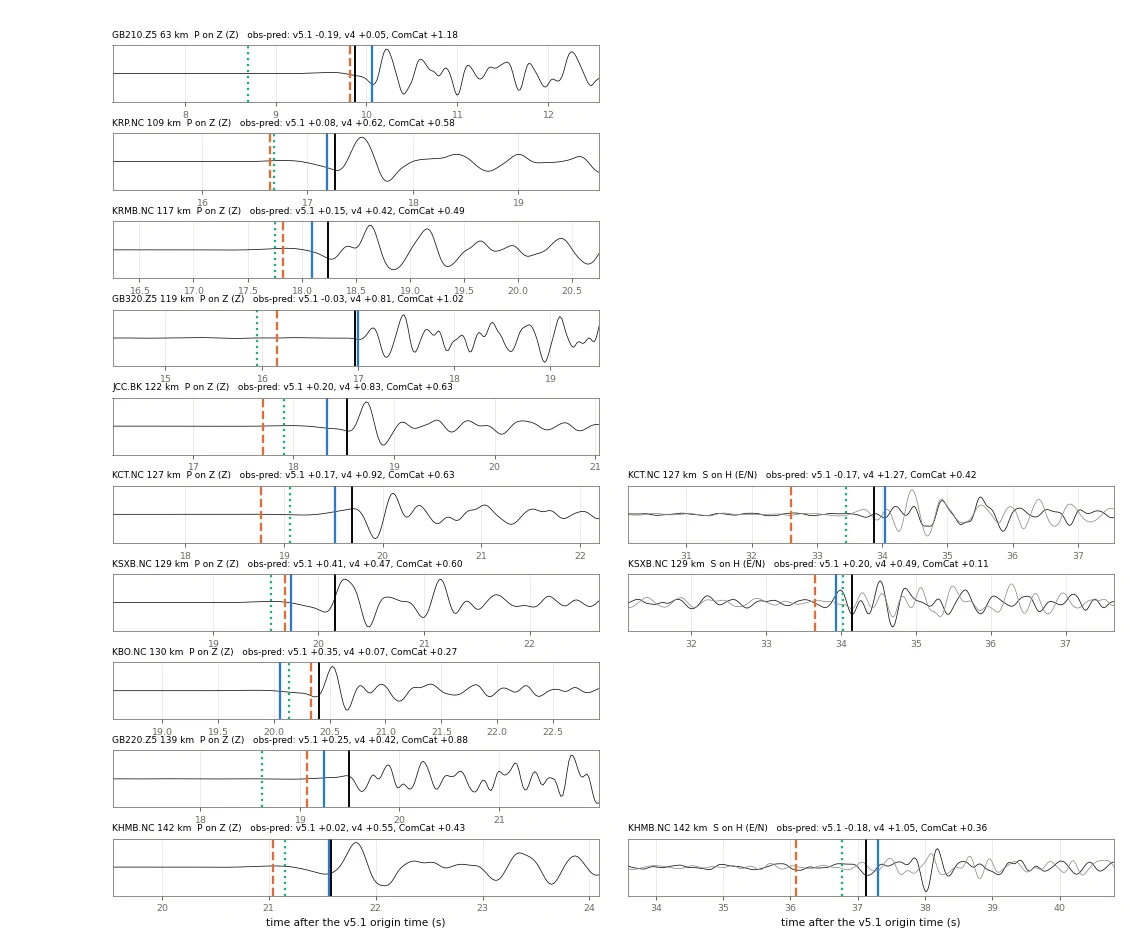 GB210.Z5 63 km P on Z (Z) obs-pred: v5.1 -0.19, v4 +0.05, ComCat +1.18
8 9 10 11 12
KRP.NC 109 km P on Z (Z) obs-pred: v5.1 +0.08, v4 +0.62, ComCat +0.58
16 17 18 19
KRMB.NC 117 km P on Z (Z) obs-pred: v5.1 +0.15, v4 +0.42, ComCat +0.49
16.5 17.0 17.5 18.0 18.5 19.0 19.5 20.0 20.5
GB320.Z5 119 km P on Z (Z) obs-pred: v5.1 -0.03, v4 +0.81, ComCat +1.02
15 16 17 18 19
JCC.BK 122 km P on Z (Z) obs-pred: v5.1 +0.20, v4 +0.83, ComCat +0.63
17 18 19 20 21
KCT.NC 127 km P on Z (Z) obs-pred: v5.1 +0.17, v4 +0.92, ComCat +0.63
18 19 20 21 22
KCT.NC 127 km S on H (E/N) obs-pred: v5.1 -0.17, v4 +1.27, ComCat +0.42
31 32 33 34 35 36 37
KSXB.NC 129 km P on Z (Z) obs-pred: v5.1 +0.41, v4 +0.47, ComCat +0.60
19 20 21 22
KSXB.NC 129 km S on H (E/N) obs-pred: v5.1 +0.20, v4 +0.49, ComCat +0.11
32 33 34 35 36 37
KBO.NC 130 km P on Z (Z) obs-pred: v5.1 +0.35, v4 +0.07, ComCat +0.27
19.0 19.5 20.0 20.5 21.0 21.5 22.0 22.5
GB220.Z5 139 km P on Z (Z) obs-pred: v5.1 +0.25, v4 +0.42, ComCat +0.88
18 19 20 21
KHMB.NC 142 km P on Z (Z) obs-pred: v5.1 +0.02, v4 +0.55, ComCat +0.43
20 21 22 23 24
time after the v5.1 origin time (s)
KHMB.NC 142 km S on H (E/N) obs-pred: v5.1 -0.18, v4 +1.05, ComCat +0.36
34 35 36 37 38 39 40
time after the v5.1 origin time (s)